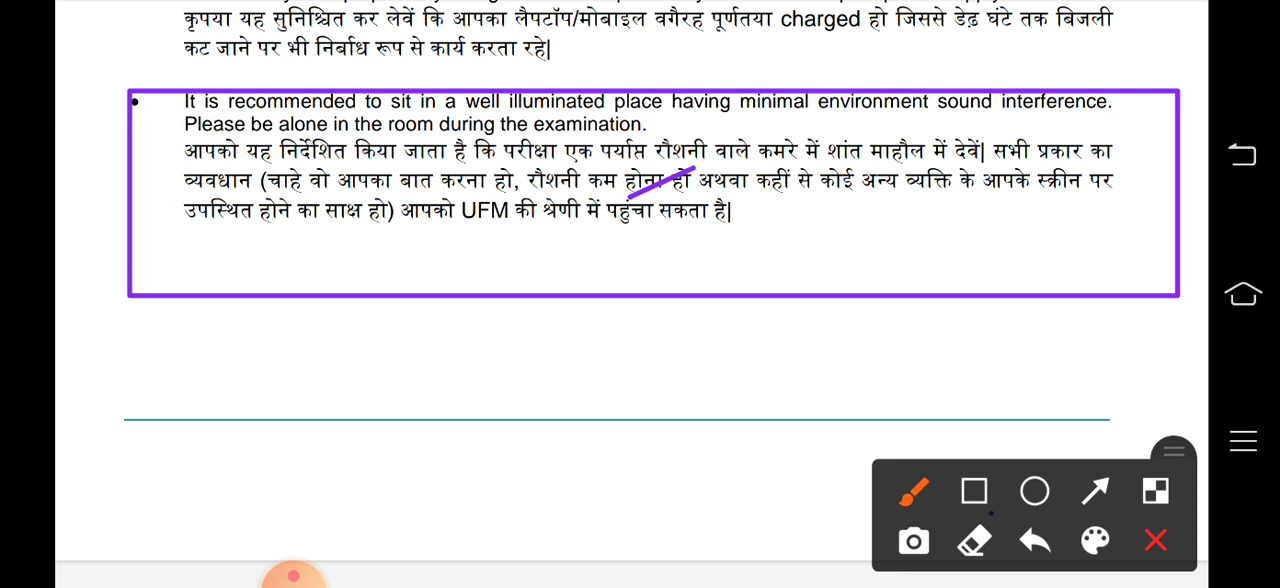 कृपया यह सुनिश्चित कर लेवें कि आपका लैपटॉप/मोबाइल वगैरह पूर्णतया charged हो जिससे डेढ़ घंटे तक बिजली
कट जाने पर भी निर्बाध रूप से कार्य करता रहे|
• It is recommended to sit in a well illuminated place having minimal environment sound interference.
Please be alone in the room during the examination.
आपको यह निर्देशित किया जाता है कि परीक्षा एक पर्याप्त रौशनी वाले कमरे में शांत माहौल में देवें| सभी प्रकार का
व्यवधान (चाहे वो आपका बात करना हो, रौशनी कम होना हो अथवा कहीं से कोई अन्य व्यक्ति के आपके स्क्रीन पर
उपस्थित होने का साक्ष हो) आपको UFM की श्रेणी में पहुंचा सकता है|